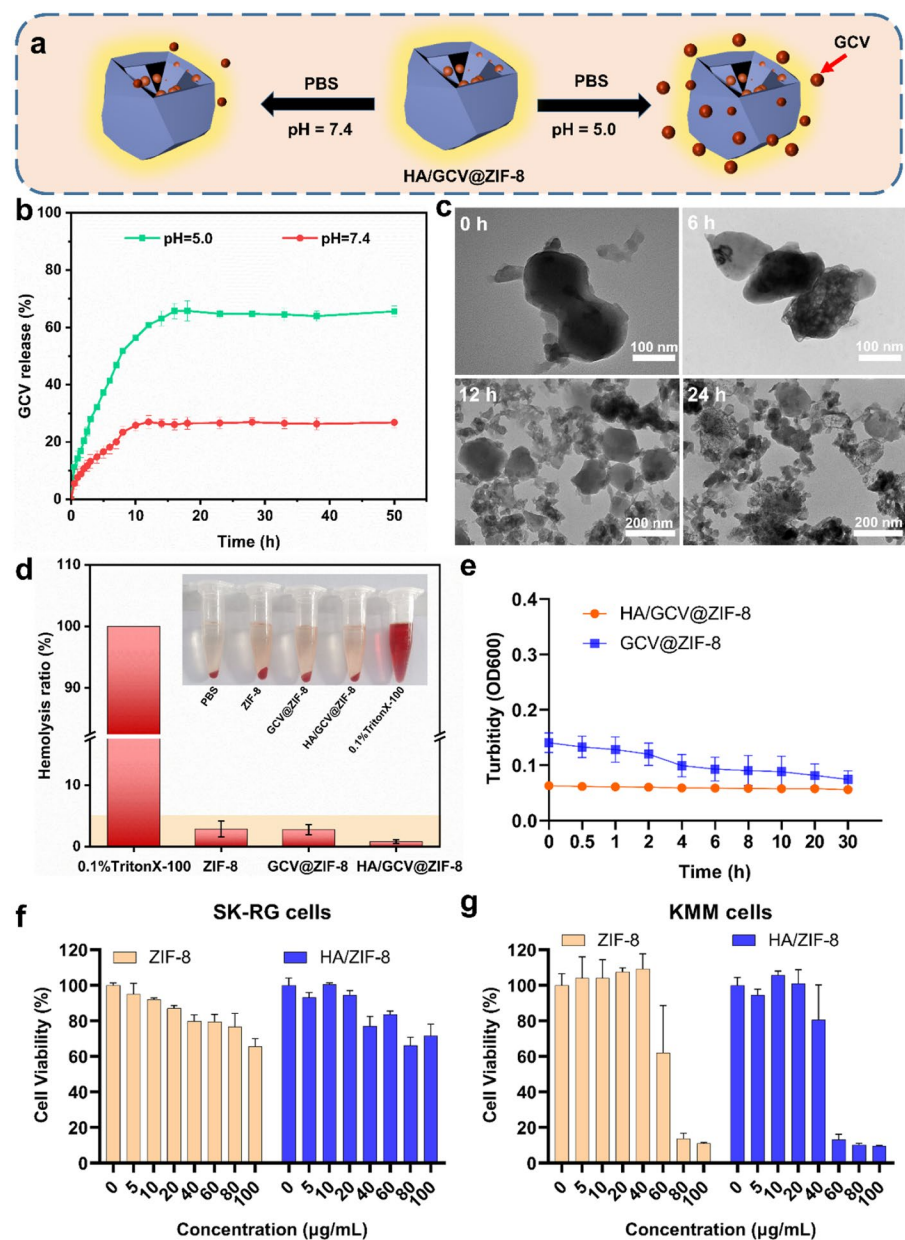 a
GCV
PBS
PBS
pH = 7.4
pH = 5.0
HA/GCV@ZIF-8
b
100
90
80
70
60
50
40
30
20
10
0
GCV release (%)
pH=5.0
pH=7.4
0 10 20 30 40 50
Time (h)
c
0 h
100 nm
6 h
100 nm
12 h
200 nm
24 h
200 nm
d
110
100
90
10
5
0
Hemolysis ratio (%)
PBS
ZIF-8
GCV@ZIF-8
HA/GCV@ZIF-8
0.1%TritonX-100
0.1%TritonX-100 ZIF-8 GCV@ZIF-8 HA/GCV@ZIF-8
e
HA/GCV@ZIF-8
GCV@ZIF-8
0.4
0.3
0.2
0.1
0.0
Turbitidy (OD600)
0 0.5 1 2 4 6 8 10 20 30
Time (h)
f
SK-RG cells
ZIF-8
HA/ZIF-8
120
100
80
60
40
20
0
Cell Viability (%)
0 5 10 20 40 60 80 100 0 5 10 20 40 60 80 100
Concentration (μg/mL)
g
KMM cells
ZIF-8
HA/ZIF-8
120
100
80
60
40
20
0
Cell Viability (%)
0 5 10 20 40 60 80 100 0 5 10 20 40 60 80 100
Concentration (μg/mL)